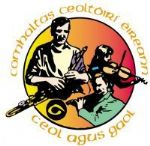 COMHALTAS CEOLTÓIRÍ ÉIREANN
CEOL AGUS GAOL